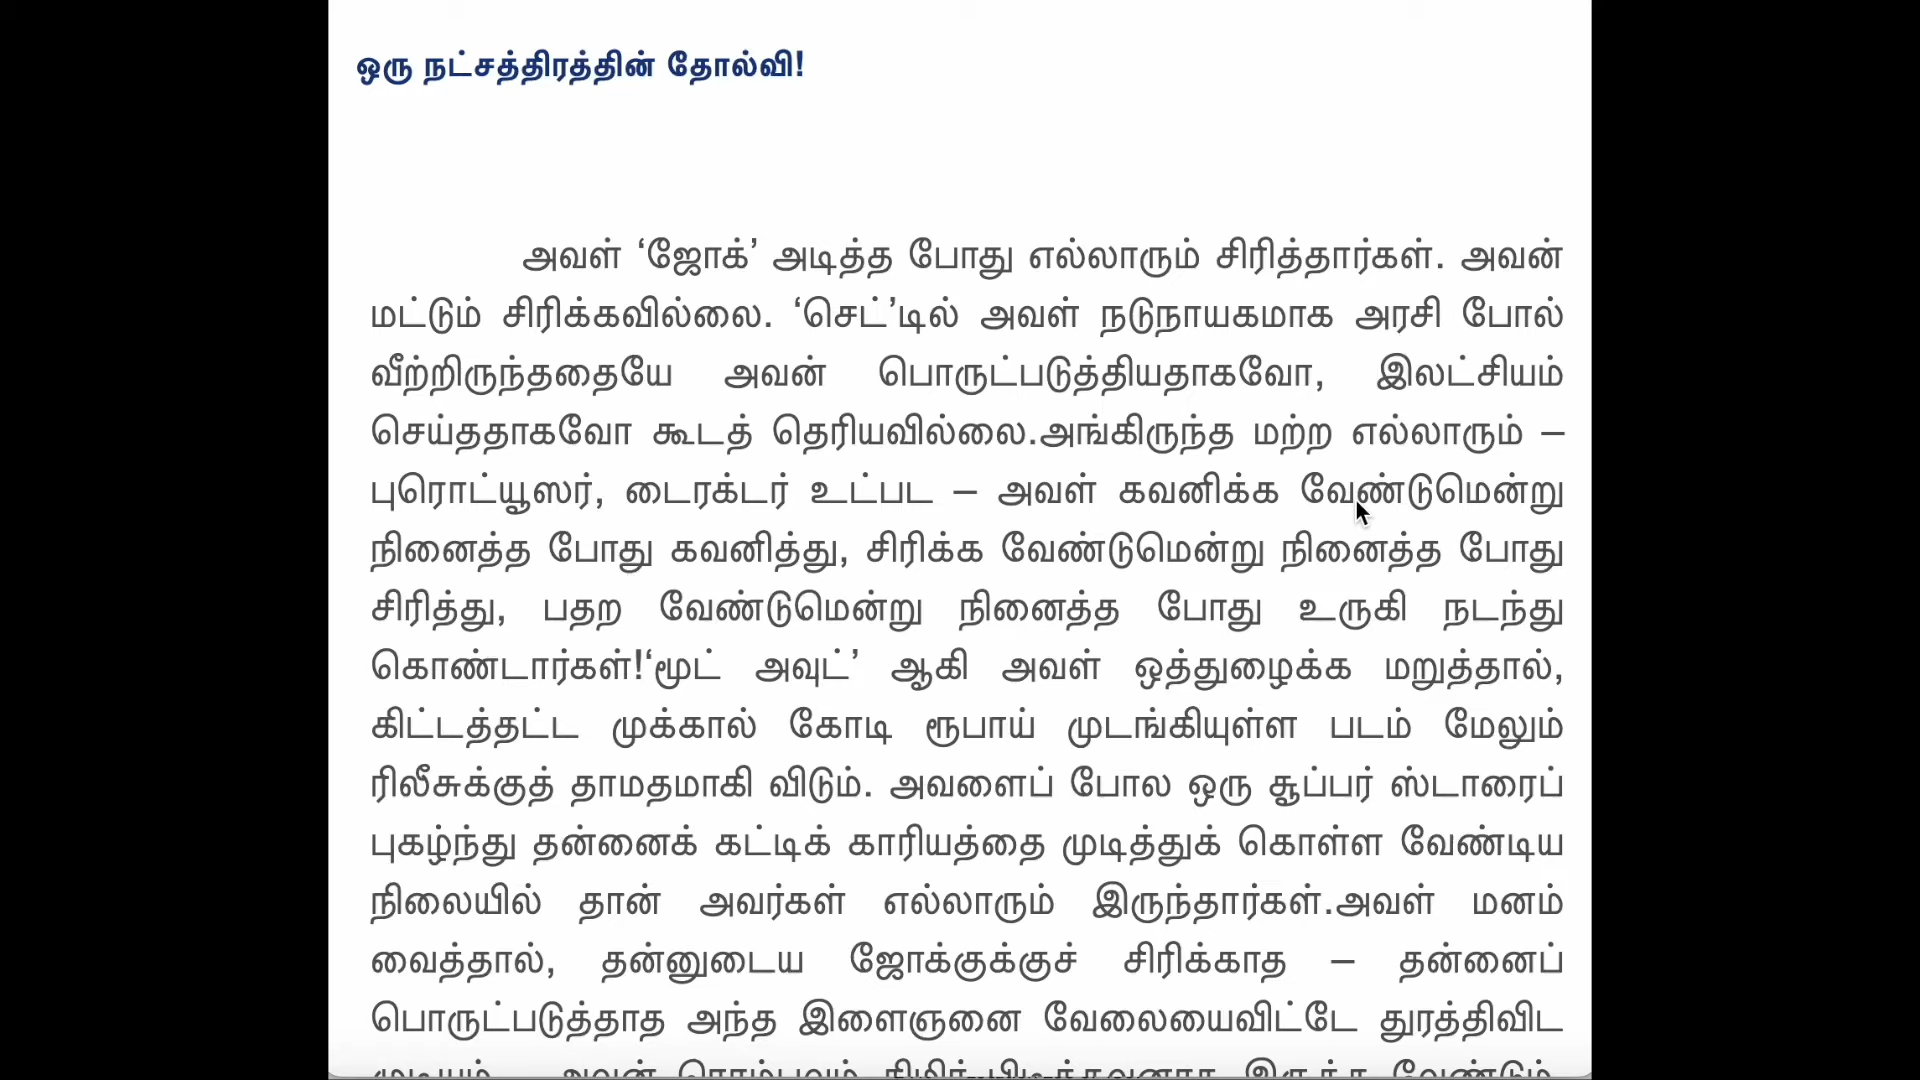 ஒரு நட்சத்திரத்தின் தோல்வி!
அவள் ‘ஜோக்’ அடித்த போது எல்லாரும் சிரித்தார்கள். அவன்
மட்டும் சிரிக்கவில்லை. ‘செட்’டில் அவள் நடுநாயகமாக அரசி போல்
வீற்றிருந்ததையே அவன் பொருட்படுத்தியதாகவோ, இலட்சியம்
செய்ததாகவோ கூடத் தெரியவில்லை.அங்கிருந்த மற்ற எல்லாரும் –
புரொட்யூஸர், டைரக்டர் உட்பட – அவள் கவனிக்க வேண்டுமென்று
நினைத்த போது கவனித்து, சிரிக்க வேண்டுமென்று நினைத்த போது
சிரித்து, பதற வேண்டுமென்று நினைத்த போது உருகி நடந்து
கொண்டார்கள்!‘மூட் அவுட்’ ஆகி அவள் ஒத்துழைக்க மறுத்தால்,
கிட்டத்தட்ட முக்கால் கோடி ரூபாய் முடங்கியுள்ள படம் மேலும்
ரிலீசுக்குத் தாமதமாகி விடும். அவளைப் போல ஒரு சூப்பர் ஸ்டாரைப்
புகழ்ந்து தன்னைக் கட்டிக் காரியத்தை முடித்துக் கொள்ள வேண்டிய
நிலையில் தான் அவர்கள் எல்லாரும் இருந்தார்கள்.அவள் மனம்
வைத்தால், தன்னுடைய ஜோக்குக்குச் சிரிக்காத – தன்னைப்
பொருட்படுத்தாத அந்த இளைஞனை வேலையைவிட்டே துரத்திவிட